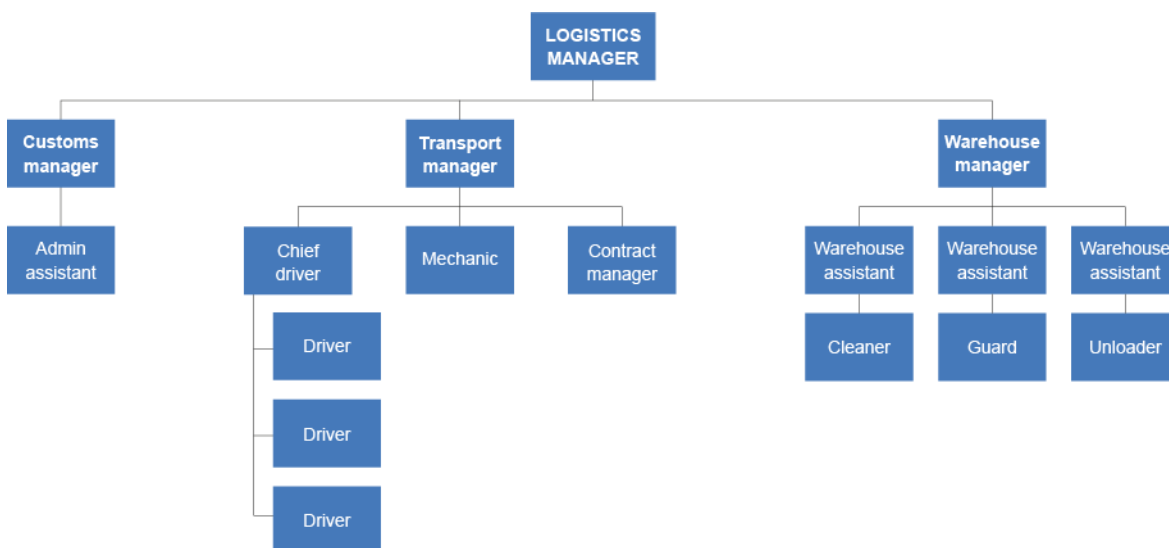 LOGISTICS
MANAGER
Customs
manager
Transport
manager
Warehouse
manager
Admin
assistant
Chief
driver
Mechanic
Contract
manager
Warehouse
assistant
Warehouse
assistant
Warehouse
assistant
Driver
Cleaner
Guard
Unloader
Driver
Driver